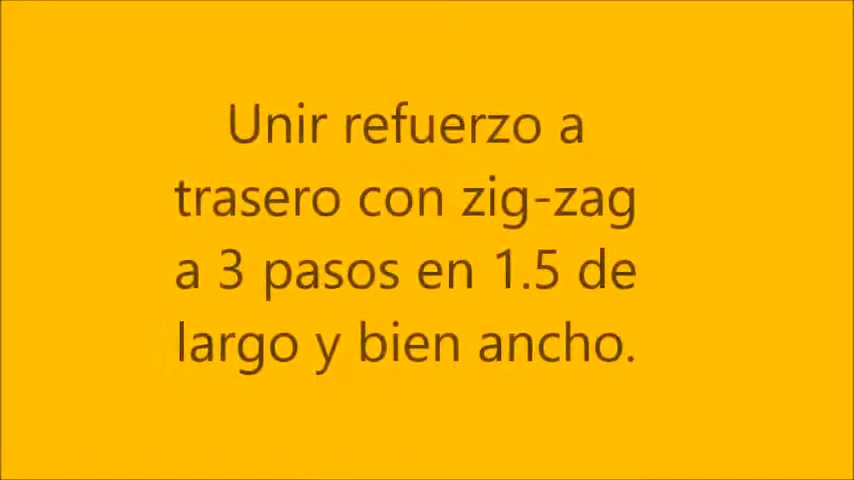 Unir refuerzo a
trasero con zig-zag
a 3 pasos en 1.5 de
largo y bien ancho.